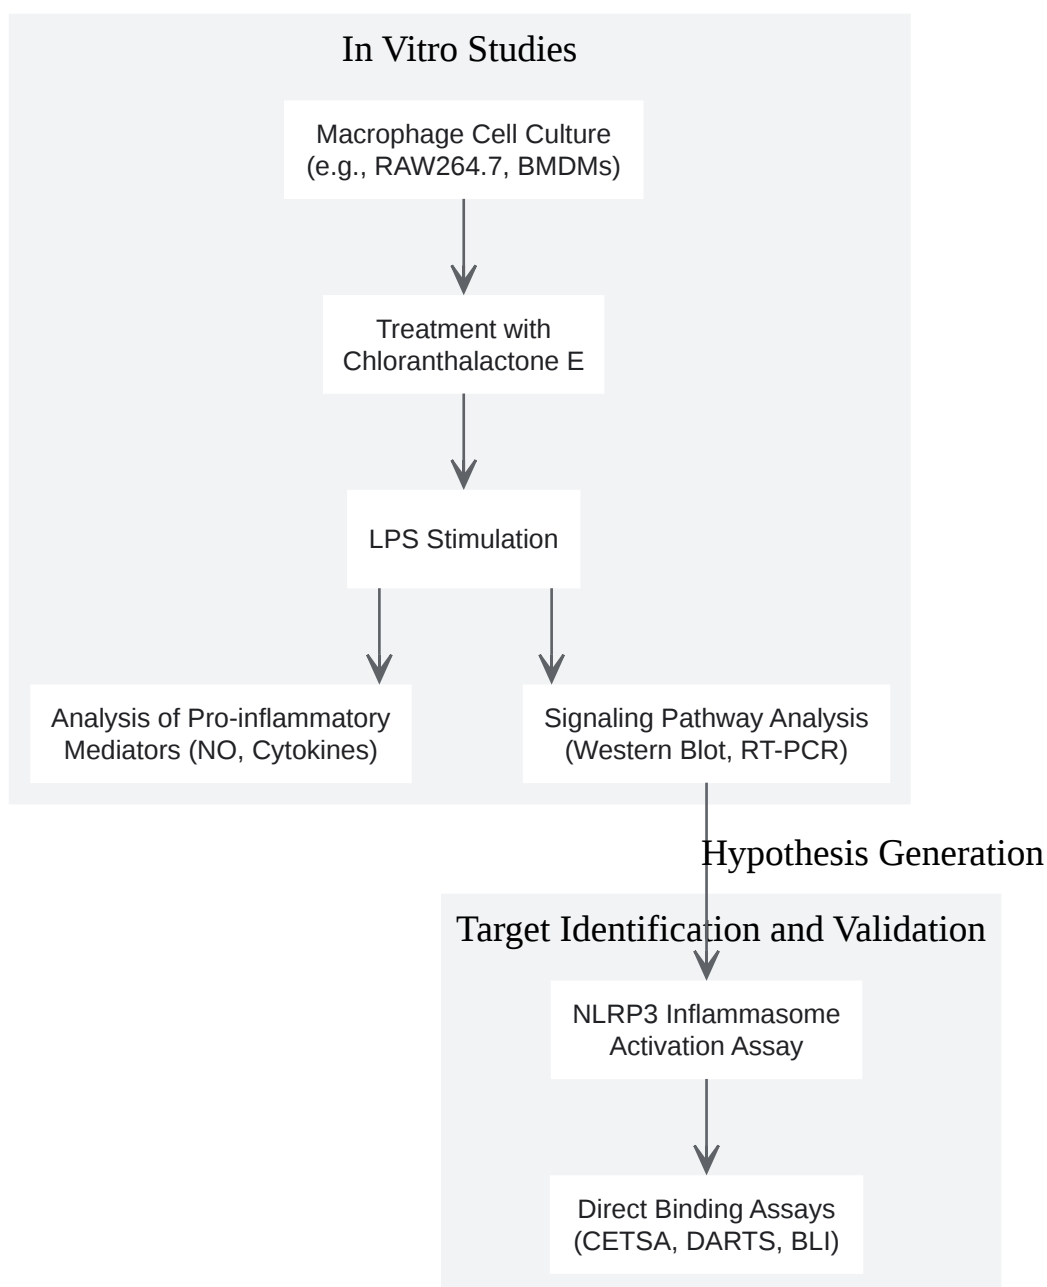 In Vitro Studies
Macrophage Cell Culture
(e.g., RAW264.7, BMDMs)
Treatment with
Chloranthalactone E
LPS Stimulation
Analysis of Pro-inflammatory
Mediators (NO, Cytokines)
Signaling Pathway Analysis
(Western Blot, RT-PCR)
Hypothesis Generation
Target Identification and Validation
NLRP3 Inflammasome
Activation Assay
Direct Binding Assays
(CETSA, DARTS, BLI)